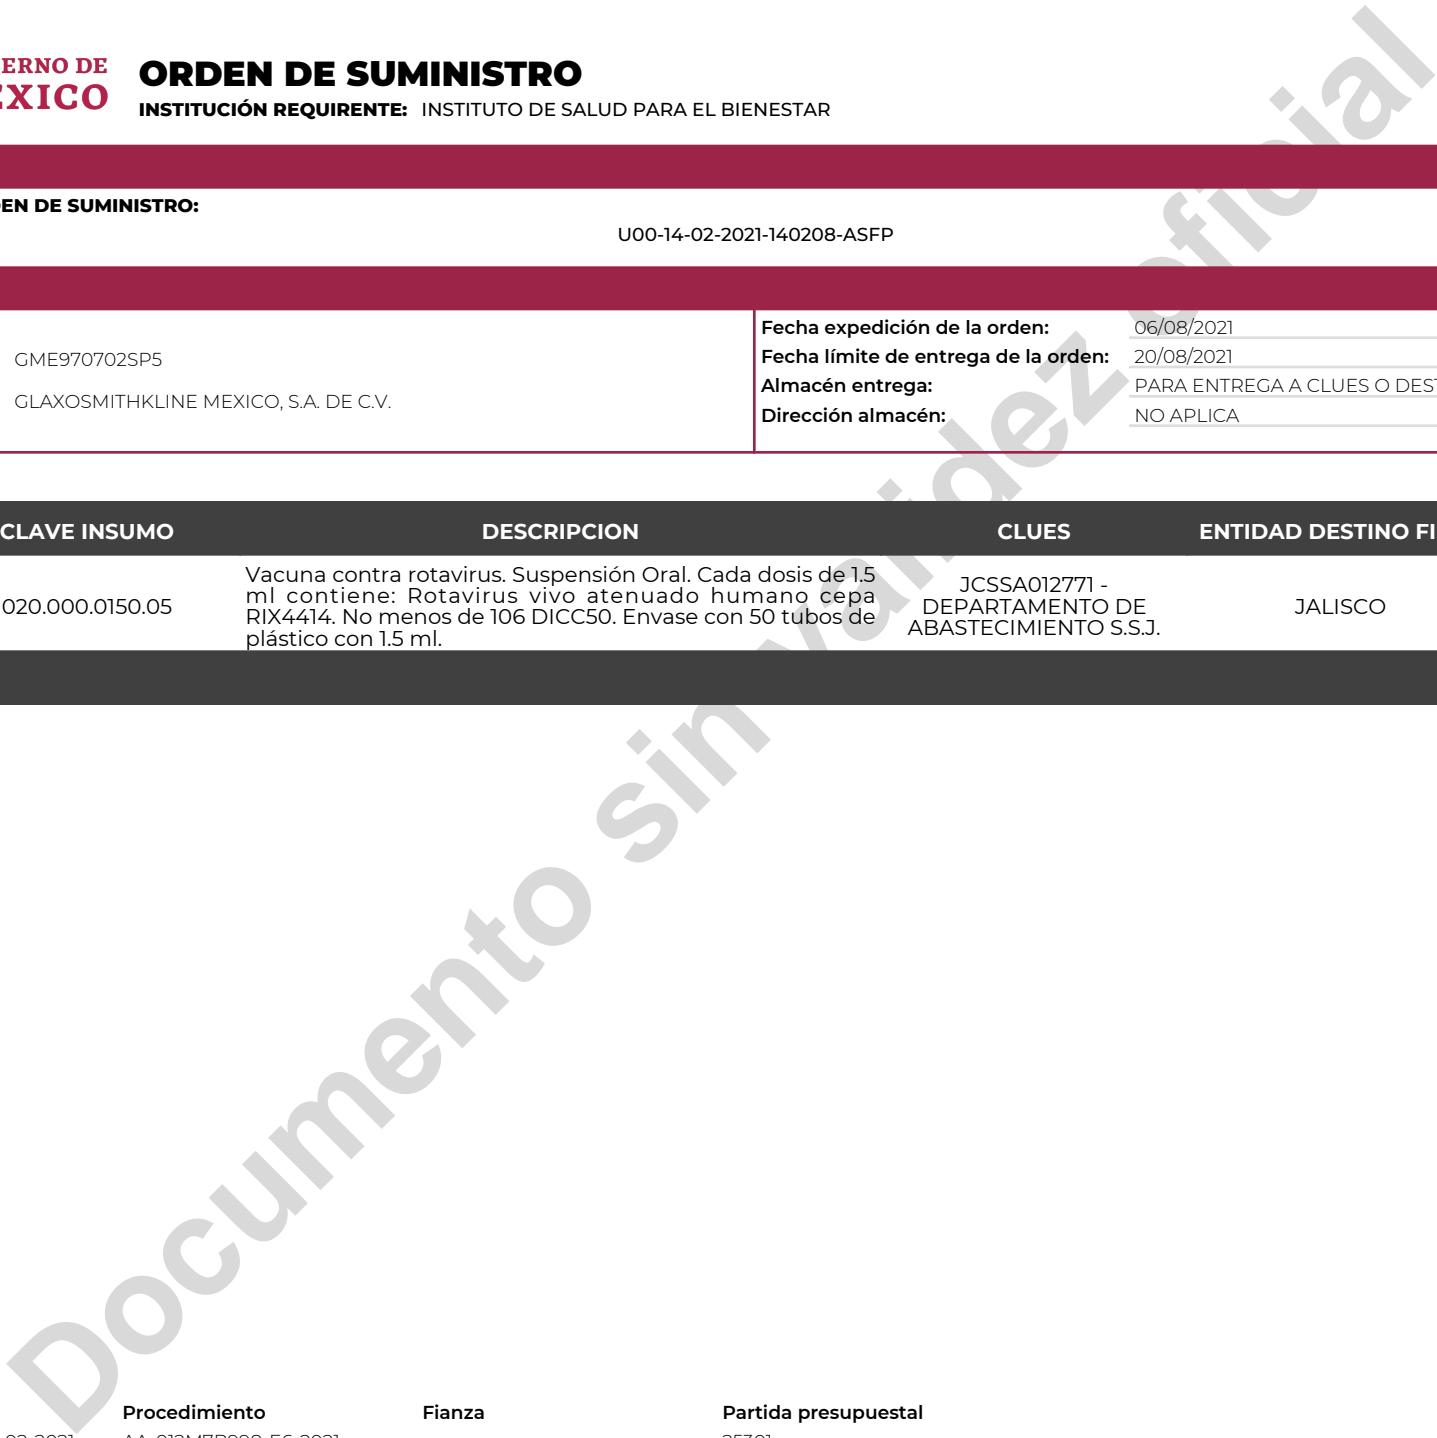 ERNO DE
ÉXICO
ORDEN DE SUMINISTRO
INSTITUCIÓN REQUIRENTE: INSTITUTO DE SALUD PARA EL BIENESTAR
EN DE SUMINISTRO:
U00-14-02-2021-140208-ASFP
GME970702SP5
GLAXOSMITHKLINE MEXICO, S.A. DE C.V.
Fecha expedición de la orden: 06/08/2021
Fecha límite de entrega de la orden: 20/08/2021
Almacén entrega: PARA ENTREGA A CLUES O DEST
Dirección almacén: NO APLICA
CLAVE INSUMO DESCRIPCION CLUES ENTIDAD DESTINO FI
020.000.0150.05
Vacuna contra rotavirus. Suspensión Oral. Cada dosis de 1.5
ml contiene: Rotavirus vivo atenuado humano cepa
RIX4414. No menos de 106 DICC50. Envase con 50 tubos de
plástico con 1.5 ml.
JCSSA012771 -
DEPARTAMENTO DE
ABASTECIMIENTO S.S.J.
JALISCO
Documento sin validez oficial
Procedimiento Fianza Partida presupuestal